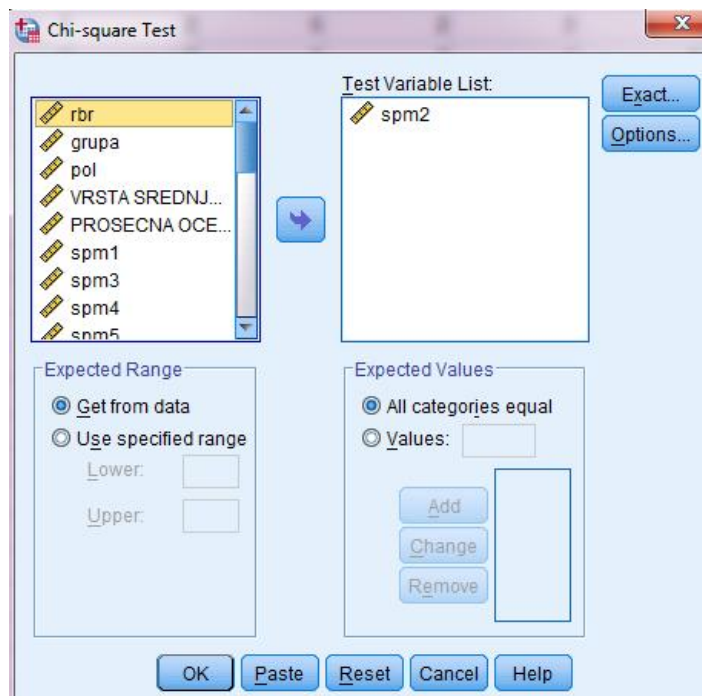 Chi-square Test
rbr
grupa
pol
VRSTA SREDNJ...
PROSECNA OCE...
spm1
spm3
spm4
spm5
Test Variable List:
spm2
Exact...
Options...
Expected Range
Get from data
Use specified range
Lower:
Upper:
Expected Values
All categories equal
Values:
Add
Change
Remove
OK
Paste
Reset
Cancel
Help